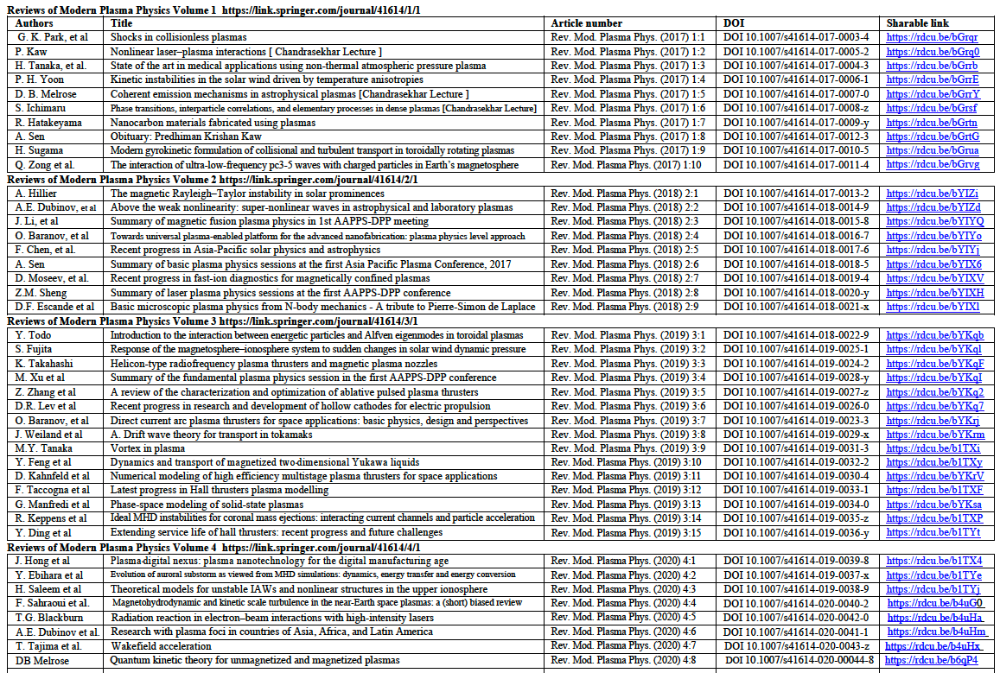 Reviews of Modern Plasma Physics Volume 1 https://link.springer.com/journal/41614/1/1
Authors Title Article number DOI Sharable link
G. K. Park, et al Shocks in collisionless plasmas Rev. Mod. Plasma Phys. (2017) 1:1 DOI 10.1007/s41614-017-0003-4 https://rdcu.be/bGrqr
P. Kaw Nonlinear laser–plasma interactions [ Chandrasekhar Lecture ] Rev. Mod. Plasma Phys. (2017) 1:2 DOI 10.1007/s41614-017-0005-2 https://rdcu.be/bGrq0
H. Tanaka, et al. State of the art in medical applications using non-thermal atmospheric pressure plasma Rev. Mod. Plasma Phys. (2017) 1:3 DOI 10.1007/s41614-017-0004-3 https://rdcu.be/bGrrb
P. H. Yoon Kinetic instabilities in the solar wind driven by temperature anisotropies Rev. Mod. Plasma Phys. (2017) 1:4 DOI 10.1007/s41614-017-0006-1 https://rdcu.be/bGrrE
D. B. Melrose Coherent emission mechanisms in astrophysical plasmas [Chandrasekhar Lecture ] Rev. Mod. Plasma Phys. (2017) 1:5 DOI 10.1007/s41614-017-0007-0 https://rdcu.be/bGrrY
S. Ichimaru Phase transitions, interparticle correlations, and elementary processes in dense plasmas [Chandrasekhar Lecture] Rev. Mod. Plasma Phys. (2017) 1:6 DOI 10.1007/s41614-017-0008-z https://rdcu.be/bGrsf
R. Hatakeyama Nanocarbon materials fabricated using plasmas Rev. Mod. Plasma Phys. (2017) 1:7 DOI 10.1007/s41614-017-0009-y https://rdcu.be/bGrtn
A. Sen Obituary: Predhiman Krishan Kaw Rev. Mod. Plasma Phys. (2017) 1:8 DOI 10.1007/s41614-017-0012-3 https://rdcu.be/bGrtG
H. Sugama Modern gyrokinetic formulation of collisional and turbulent transport in toroidally rotating plasmas Rev. Mod. Plasma Phys. (2017) 1:9 DOI 10.1007/s41614-017-0010-5 https://rdcu.be/bGrua
Q. Zong et al. The interaction of ultra-low-frequency pc3-5 waves with charged particles in Earth's magnetosphere Rev. Mod. Plasma Phys. (2017) 1:10 DOI 10.1007/s41614-017-0011-4 https://rdcu.be/bGrvg
Reviews of Modern Plasma Physics Volume 2 https://link.springer.com/journal/41614/2/1
A. Hillier The magnetic Rayleigh–Taylor instability in solar prominences Rev. Mod. Plasma Phys. (2018) 2:1 DOI 10.1007/s41614-017-0013-2 https://rdcu.be/bYIZi
A.E. Dubinov, et al Above the weak nonlinearity: super-nonlinear waves in astrophysical and laboratory plasmas Rev. Mod. Plasma Phys. (2018) 2:2 DOI 10.1007/s41614-018-0014-9 https://rdcu.be/bYIZd
J. Li, et al Summary of magnetic fusion plasma physics in 1st AAPPS-DPP meeting Rev. Mod. Plasma Phys. (2018) 2:3 DOI 10.1007/s41614-018-0015-8 https://rdcu.be/bYIYQ
O. Baranov, et al Towards universal plasma-enabled platform for the advanced nanofabrication: plasma physics level approach Rev. Mod. Plasma Phys. (2018) 2:4 DOI 10.1007/s41614-018-0016-7 https://rdcu.be/bYIYo
F. Chen, et al. Recent progress in Asia-Pacific solar physics and astrophysics Rev. Mod. Plasma Phys. (2018) 2:5 DOI 10.1007/s41614-018-0017-6 https://rdcu.be/bYIYj
A. Sen Summary of basic plasma physics sessions at the first Asia Pacific Plasma Conference, 2017 Rev. Mod. Plasma Phys. (2018) 2:6 DOI 10.1007/s41614-018-0018-5 https://rdcu.be/bYIX6
D. Moseev, et al. Recent progress in fast-ion diagnostics for magnetically confined plasmas Rev. Mod. Plasma Phys. (2018) 2:7 DOI 10.1007/s41614-018-0019-4 https://rdcu.be/bYIXV
Z.M. Sheng Summary of laser plasma physics sessions at the first AAPPS-DPP conference Rev. Mod. Plasma Phys. (2018) 2:8 DOI 10.1007/s41614-018-0020-y https://rdcu.be/bYIXH
D.F. Escande et al Basic microscopic plasma physics from N-body mechanics - A tribute to Pierre-Simon de Laplace Rev. Mod. Plasma Phys. (2018) 2:9 DOI 10.1007/s41614-018-0021-x https://rdcu.be/bYIXl
Reviews of Modern Plasma Physics Volume 3 https://link.springer.com/journal/41614/3/1
Y. Todo Introduction to the interaction between energetic particles and Alfven eigenmodes in toroidal plasmas Rev. Mod. Plasma Phys. (2019) 3:1 DOI 10.1007/s41614-018-0022-9 https://rdcu.be/bYKqb
S. Fujita Response of the magnetosphere–ionosphere system to sudden changes in solar wind dynamic pressure Rev. Mod. Plasma Phys. (2019) 3:2 DOI 10.1007/s41614-019-0025-1 https://rdcu.be/bYKql
K. Takahashi Helicon-type radiofrequency plasma thrusters and magnetic plasma nozzles Rev. Mod. Plasma Phys. (2019) 3:3 DOI 10.1007/s41614-019-0024-2 https://rdcu.be/bYKqF
M. Xu et al Summary of the fundamental plasma physics session in the first AAPPS-DPP conference Rev. Mod. Plasma Phys. (2019) 3:4 DOI 10.1007/s41614-019-0028-y https://rdcu.be/bYKqI
Z. Zhang et al A review of the characterization and optimization of ablative pulsed plasma thrusters Rev. Mod. Plasma Phys. (2019) 3:5 DOI 10.1007/s41614-019-0027-z https://rdcu.be/bYKq2
D.R. Lev et al Recent progress in research and development of hollow cathodes for electric propulsion Rev. Mod. Plasma Phys. (2019) 3:6 DOI 10.1007/s41614-019-0026-0 https://rdcu.be/bYKq7
O. Baranov, et al Direct current arc plasma thrusters for space applications: basic physics, design and perspectives Rev. Mod. Plasma Phys. (2019) 3:7 DOI 10.1007/s41614-019-0023-3 https://rdcu.be/bYKrj
J. Weiland et al A. Drift wave theory for transport in tokamaks Rev. Mod. Plasma Phys. (2019) 3:8 DOI 10.1007/s41614-019-0029-x https://rdcu.be/bYKrm
M.Y. Tanaka Vortex in plasma Rev. Mod. Plasma Phys. (2019) 3:9 DOI 10.1007/s41614-019-0031-3 https://rdcu.be/b1TXi
Y. Feng et al Dynamics and transport of magnetized two-dimensional Yukawa liquids Rev. Mod. Plasma Phys. (2019) 3:10 DOI 10.1007/s41614-019-0032-2 https://rdcu.be/b1TXy
D. Kahnfeld et al Numerical modeling of high efficiency multistage plasma thrusters for space applications Rev. Mod. Plasma Phys. (2019) 3:11 DOI 10.1007/s41614-019-0030-4 https://rdcu.be/bYKrV
F. Taccogna et al Latest progress in Hall thrusters plasma modelling Rev. Mod. Plasma Phys. (2019) 3:12 DOI 10.1007/s41614-019-0033-1 https://rdcu.be/b1TXF
G. Manfredi et al Phase-space modeling of solid-state plasmas Rev. Mod. Plasma Phys. (2019) 3:13 DOI 10.1007/s41614-019-0034-0 https://rdcu.be/bYKsa
R. Keppens et al Ideal MHD instabilities for coronal mass ejections: interacting current channels and particle acceleration Rev. Mod. Plasma Phys. (2019) 3:14 DOI 10.1007/s41614-019-0035-z https://rdcu.be/b1TXP
Y. Ding et al Extending service life of hall thrusters: recent progress and future challenges Rev. Mod. Plasma Phys. (2019) 3:15 DOI 10.1007/s41614-019-0036-y https://rdcu.be/b1TYt
Reviews of Modern Plasma Physics Volume 4 https://link.springer.com/journal/41614/4/1
J. Hong et al Plasma-digital nexus: plasma nanotechnology for the digital manufacturing age Rev. Mod. Plasma Phys. (2020) 4:1 DOI 10.1007/s41614-019-0039-8 https://rdcu.be/b1TX4
Y. Ebihara et al Evolution of auroral substorm as viewed from MHD simulations: dynamics, energy transfer and energy conversion Rev. Mod. Plasma Phys. (2020) 4:2 DOI 10.1007/s41614-019-0037-x https://rdcu.be/b1TYe
H. Saleem et al Theoretical models for unstable IAWs and nonlinear structures in the upper ionosphere Rev. Mod. Plasma Phys. (2020) 4:3 DOI 10.1007/s41614-019-0038-9 https://rdcu.be/b1TYj
F. Sahraoui et al. Magnetohydrodynamic and kinetic scale turbulence in the near-Earth space plasmas: a (short) biased review Rev. Mod. Plasma Phys. (2020) 4:4 DOI 10.1007/s41614-020-0040-2 https://rdcu.be/b4uG0
T.G. Blackburn Radiation reaction in electron–beam interactions with high-intensity lasers Rev. Mod. Plasma Phys. (2020) 4:5 DOI 10.1007/s41614-020-0042-0 https://rdcu.be/b4uHa
A.E. Dubinov et al. Research with plasma foci in countries of Asia, Africa, and Latin America Rev. Mod. Plasma Phys. (2020) 4:6 DOI 10.1007/s41614-020-0041-1 https://rdcu.be/b4uHm
T. Tajima et al. Wakefield acceleration Rev. Mod. Plasma Phys. (2020) 4:7 DOI 10.1007/s41614-020-0043-z https://rdcu.be/b4uHx
DB Melrose Quantum kinetic theory for unmagnetized and magnetized plasmas Rev. Mod. Plasma Phys. (2020) 4:8 DOI 10.1007/s41614-020-00044-8 https://rdcu.be/b6qP4